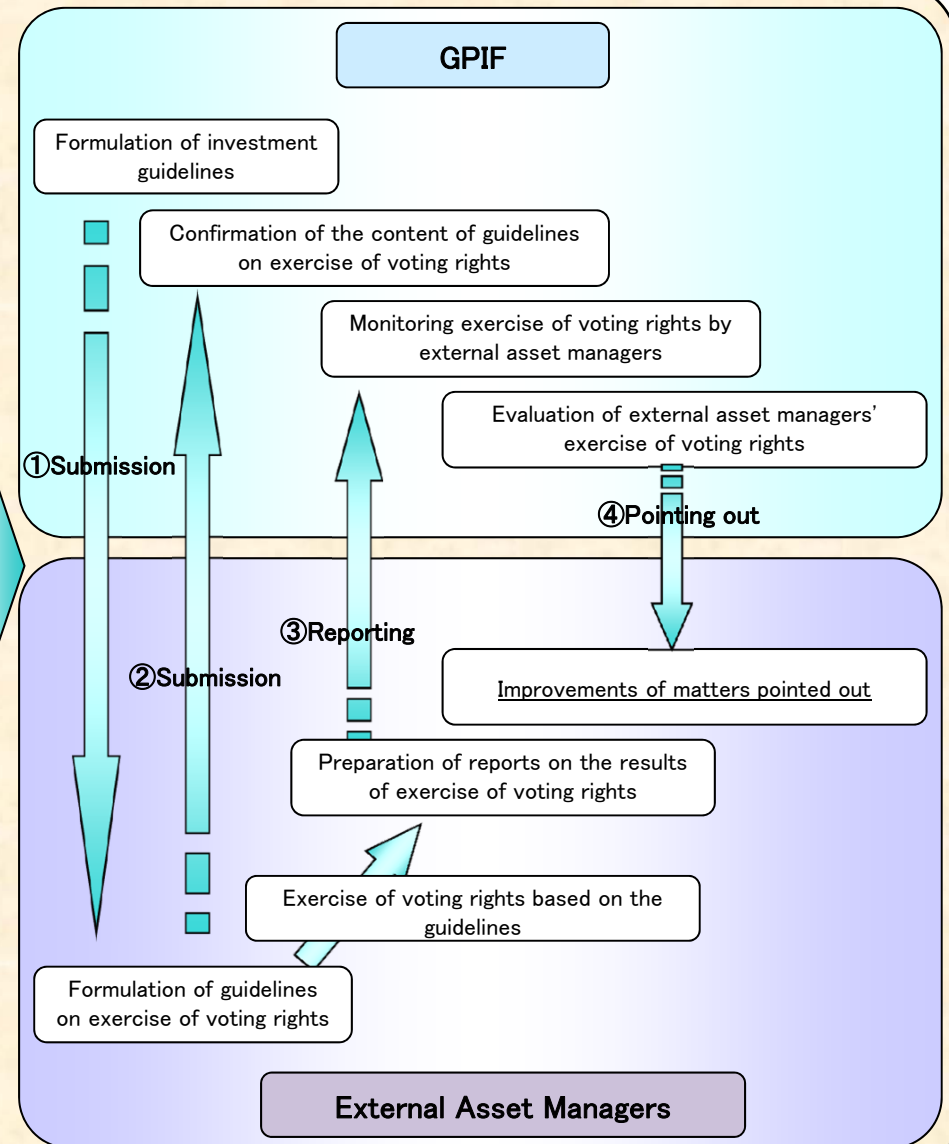 GPIF
Formulation of investment
guidelines
Confirmation of the content of guidelines
on exercise of voting rights
Monitoring exercise of voting rights by
external asset managers
Evaluation of external asset managers'
exercise of voting rights
①Submission
④Pointing out
③Reporting
②Submission
Improvements of matters pointed out
Preparation of reports on the results
of exercise of voting rights
Exercise of voting rights based on the
guidelines
Formulation of guidelines
on exercise of voting rights
External Asset Managers